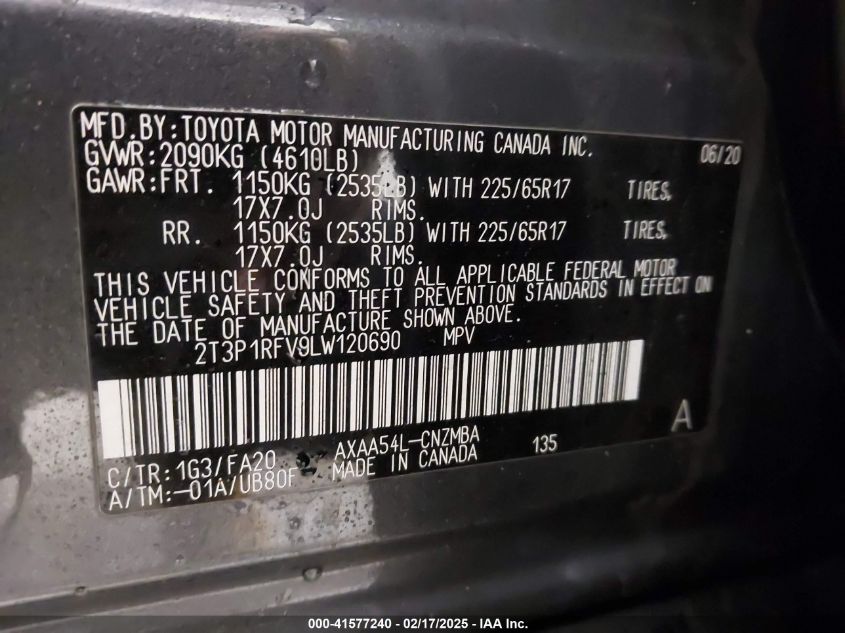 MFD.BY:TOYOTA MOTOR MANUFACTURING CANADA INC. 06/20
GVWR:2090KG (4610LB)
GAWR:FRT. 1150KG (2535LB) WITH 225/65R17 TIRES,
17X7.0J RIMS.
RR. 1150KG (2535LB) WITH 225/65R17 TIRES,
17X7.0J RIMS.
THIS VEHICLE CONFORMS TO ALL APPLICABLE FEDERAL MOTOR
VEHICLE SAFETY AND THEFT PREVENTION STANDARDS IN EFFECT ON
THE DATE OF MANUFACTURE SHOWN ABOVE.
2T3P1RFV9LW120690 MPV
A
C/TR:1G3/FA20 AXAA54L-CNZMBA 135
A/TM:-01A/UB80F MADE IN CANADA
000-41577240 - 02/17/2025 - IAA Inc.